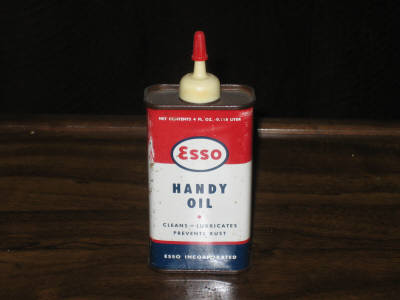 NET CONTENTS 4 FL. OZ. -0.118 LITER
Esso
HANDY
OIL
CLEANS - LUBRICATES
PREVENTS RUST
ESSO INCORPORATED